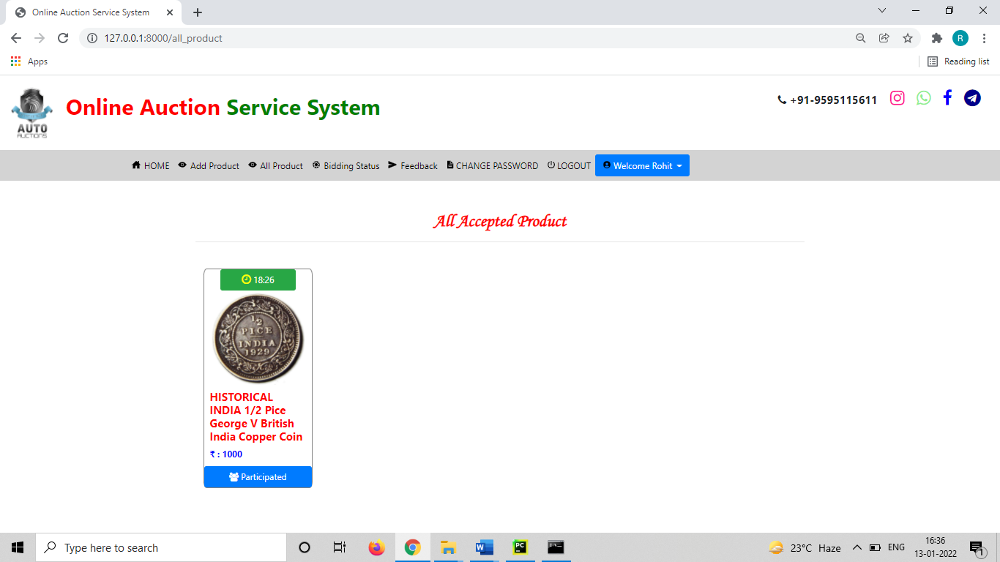 Online Auction Service System
127.0.0.1:8000/all_product
R
Apps
Reading list
AUTO
AUCTIONS
Online Auction Service System
+91-9595115611
HOME Add Product All Product Bidding Status Feedback CHANGE PASSWORD LOGOUT Welcome Rohit
All Accepted Product
18:26
1/2
PICE
INDIA
1929
HISTORICAL
INDIA 1/2 Pice
George V British
India Copper Coin
₹ : 1000
Participated
Type here to search
W
PC
C:\.
23°C Haze
ENG
16:36
13-01-2022
1